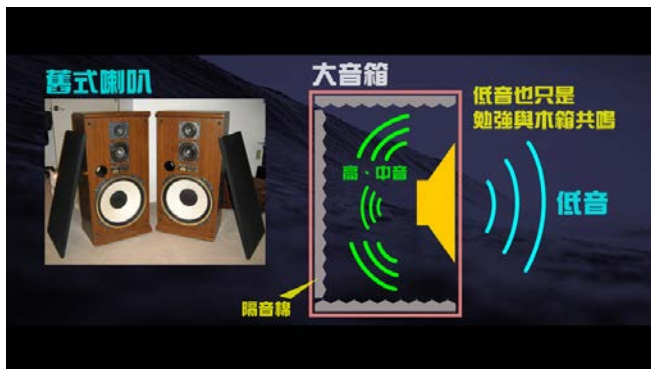 舊式喇叭
大音箱
低音也只是
勉強與木箱共鳴
高、中音
低音
隔音棉